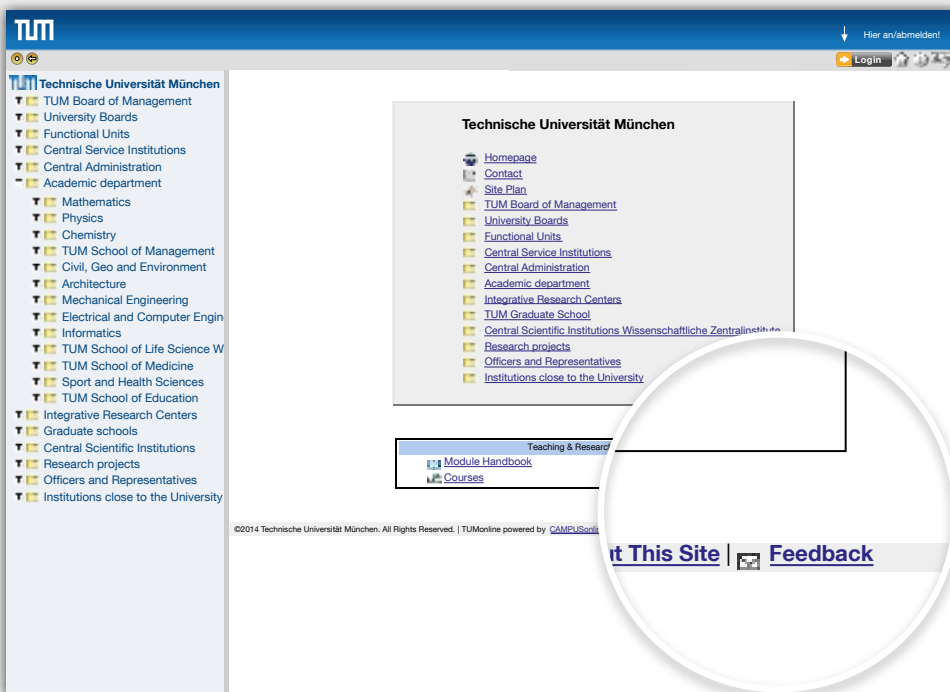 TUM
Hier an/abmelden!
Login
TUM Technische Universität München
TUM Board of Management
University Boards
Functional Units
Central Service Institutions
Central Administration
Academic department
Mathematics
Physics
Chemistry
TUM School of Management
Civil, Geo and Environment
Architecture
Mechanical Engineering
Electrical and Computer Engin
Informatics
TUM School of Life Science W
TUM School of Medicine
Sport and Health Sciences
TUM School of Education
Integrative Research Centers
Graduate schools
Central Scientific Institutions
Research projects
Officers and Representatives
Institutions close to the University
Technische Universität München
Homepage
Contact
Site Plan
TUM Board of Management
University Boards
Functional Units
Central Service Institutions
Central Administration
Academic department
Integrative Research Centers
TUM Graduate School
Central Scientific Institutions Wissenschaftliche Zentralinstitute
Research projects
Officers and Representatives
Institutions close to the University
Teaching & Research
Module Handbook
Courses
©2014 Technische Universität München. All Rights Reserved. | TUMonline powered by CAMPUSonli
ut This Site | Feedback